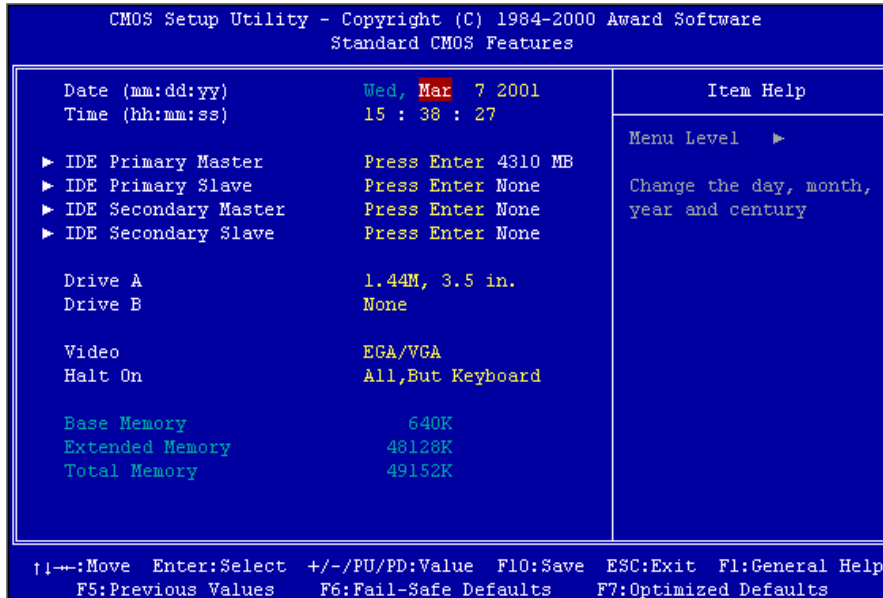 CMOS Setup Utility - Copyright (C) 1984-2000 Award Software
Standard CMOS Features
Date (mm:dd:yy) Wed, Mar 7 2001
Time (hh:mm:ss) 15 : 38 : 27
► IDE Primary Master Press Enter 4310 MB
► IDE Primary Slave Press Enter None
► IDE Secondary Master Press Enter None
► IDE Secondary Slave Press Enter None
Drive A 1.44M, 3.5 in.
Drive B None
Video EGA/VGA
Halt On All,But Keyboard
Base Memory 640K
Extended Memory 48128K
Total Memory 49152K
Item Help
Menu Level ►
Change the day, month,
year and century
↑↓→←:Move Enter:Select +/-/PU/PD:Value F10:Save ESC:Exit F1:General Help
F5:Previous Values F6:Fail-Safe Defaults F7:Optimized Defaults